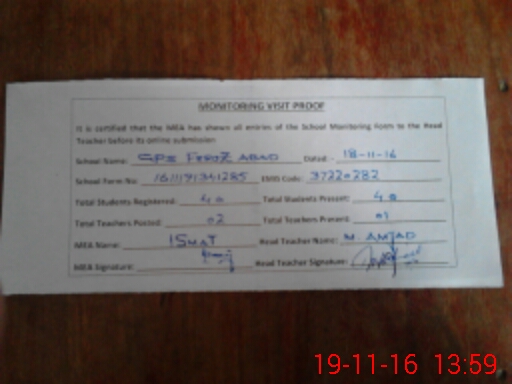 MONITORING VISIT PROOF
It is certified that the MEA has shown all entries of the School Monitoring Form to the Head
Teacher before its online submission
School Name: GPS FEROZ ABAD Dated: - 18-11-16
School Form No: 1611191341285 EMIS Code: 37220282
Total Students Registered: 40 Total Students Present: 40
Total Teachers Posted: 02 Total Teachers Present: 01
MEA Name: ISMAT Head Teacher Name: M. AMJAD
MEA Signature: Head Teacher Signature:
19-11-16 13:59